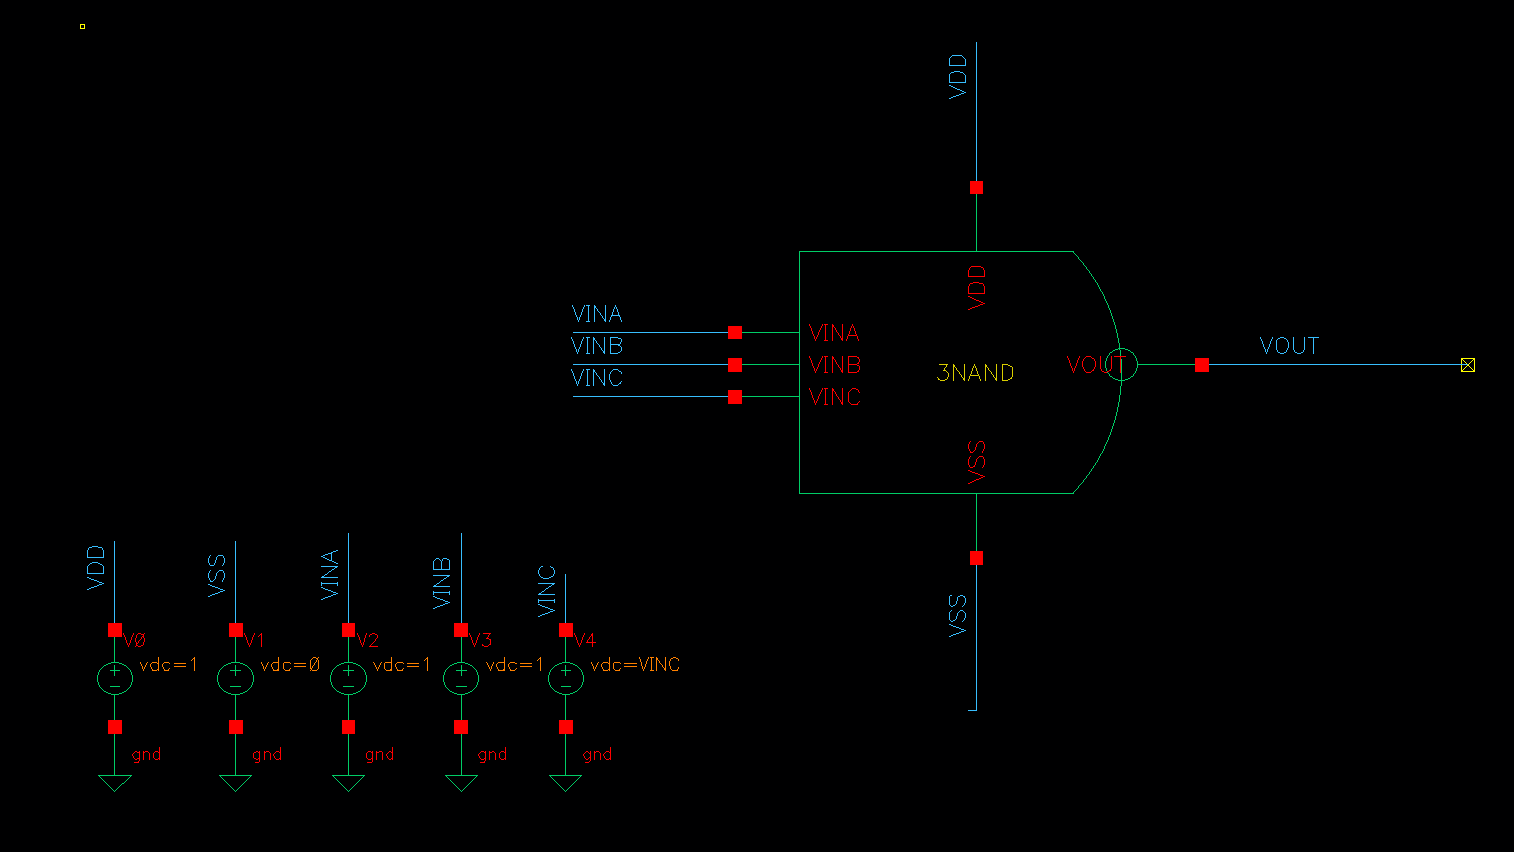 VDD
VDD
VINA
VINB
VINC
VINA
VINB
VINC
3NAND
VOUT
VOUT
VSS
VSS
VDD
VSS
VINA
VINB
VINC
V0
V1
V2
V3
V4
vdc=1
vdc=0
vdc=1
vdc=1
vdc=VINC
gnd
gnd
gnd
gnd
gnd